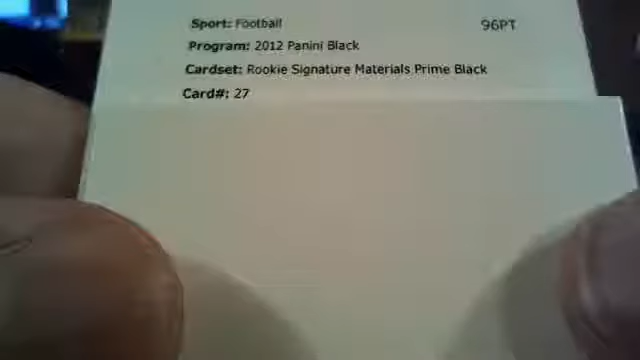 Sport: Football 96PT
Program: 2012 Panini Black
Cardset: Rookie Signature Materials Prime Black
Card#: 27